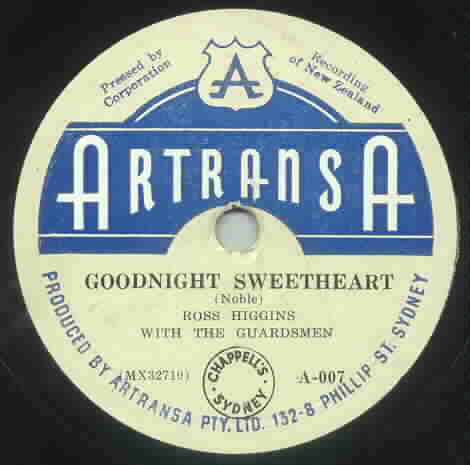 Pressed by
Corporation
Recording
of New Zealand
A
ARTRANSA
GOODNIGHT SWEETHEART
(Noble)
ROSS HIGGINS
WITH THE GUARDSMEN
(MX32710)
CHAPPELL'S
SYDNEY
A-007
PRODUCED BY ARTRANSA PTY. LTD. 132-8 PHILLIP ST. SYDNEY